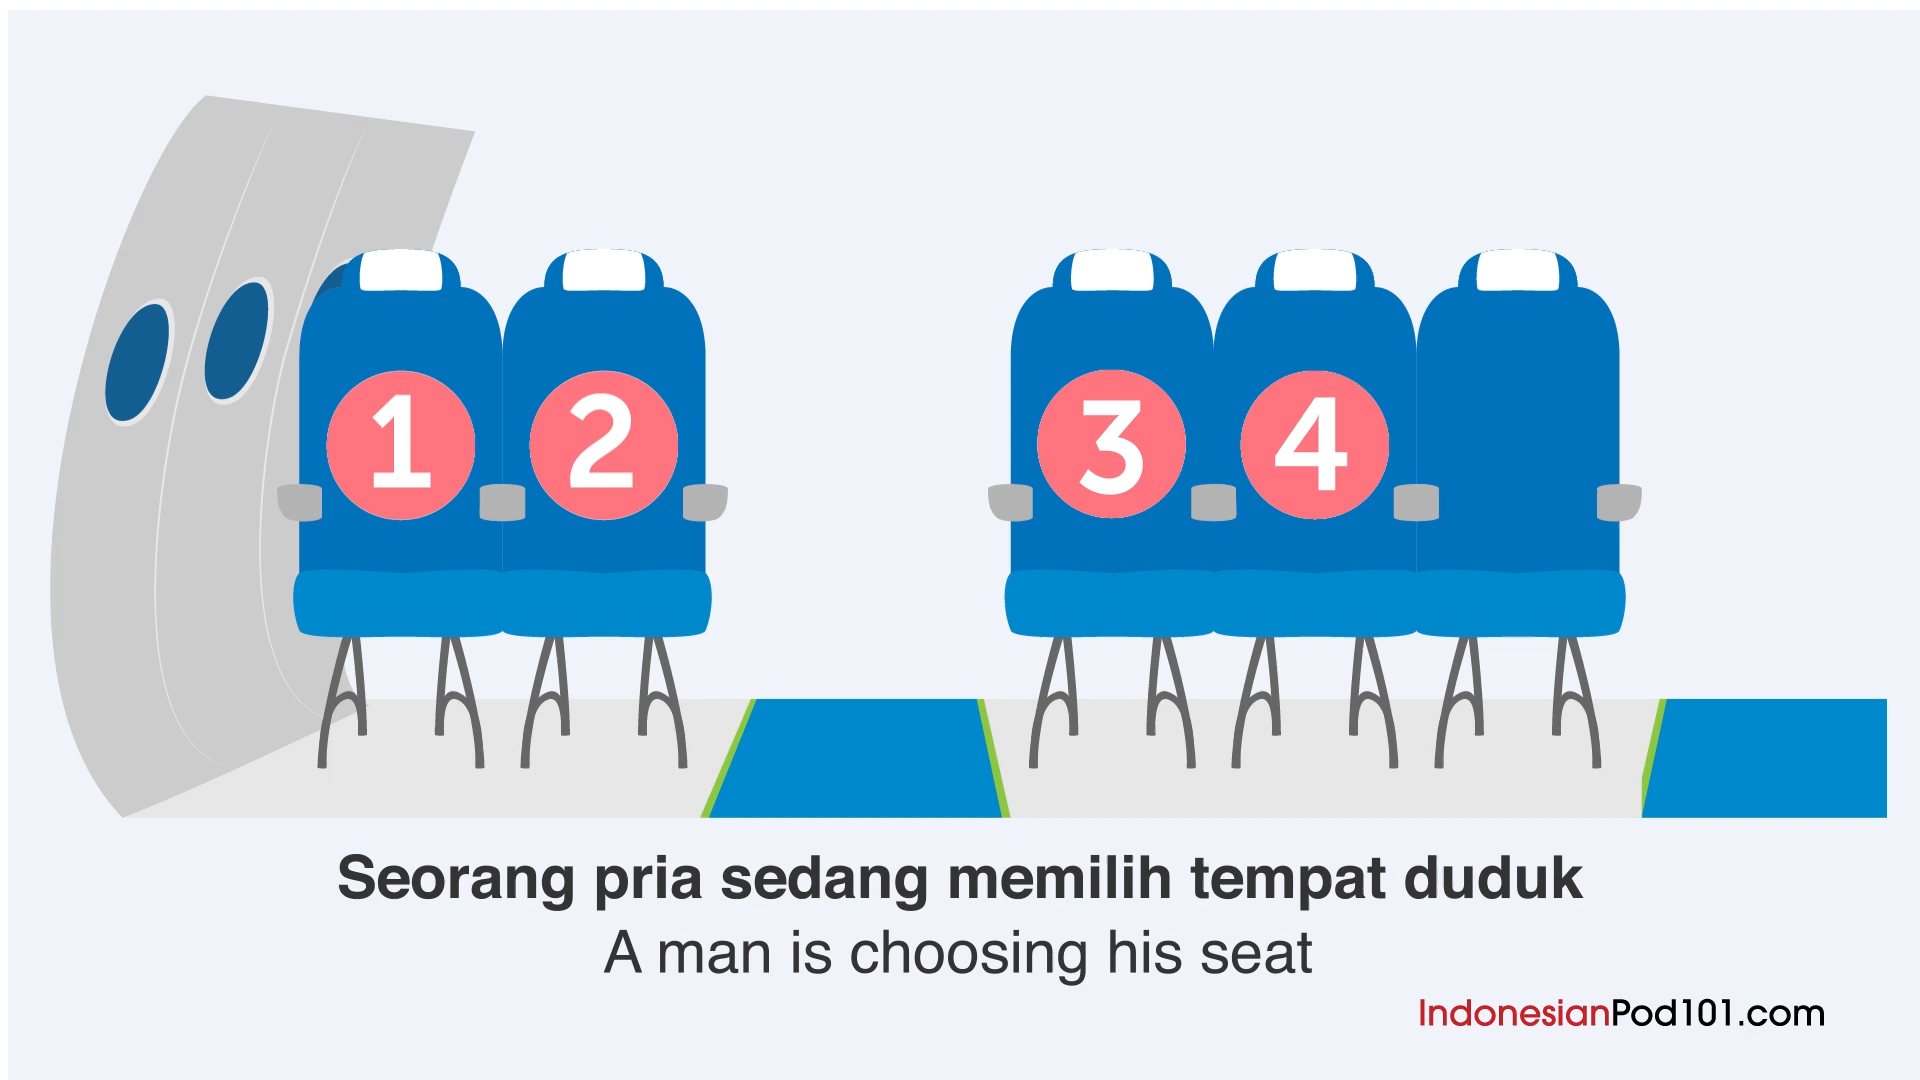 1
2
3
4
Seorang pria sedang memilih tempat duduk
A man is choosing his seat
IndonesianPod101.com